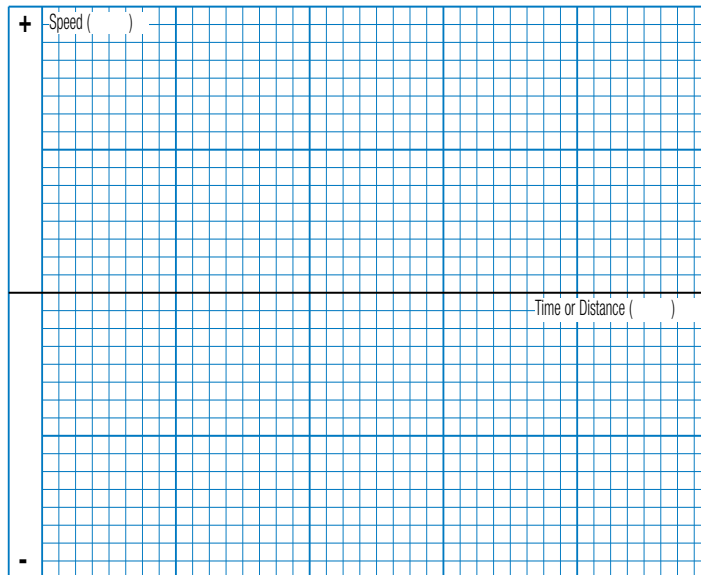 + Speed ( )
Time or Distance ( )
-